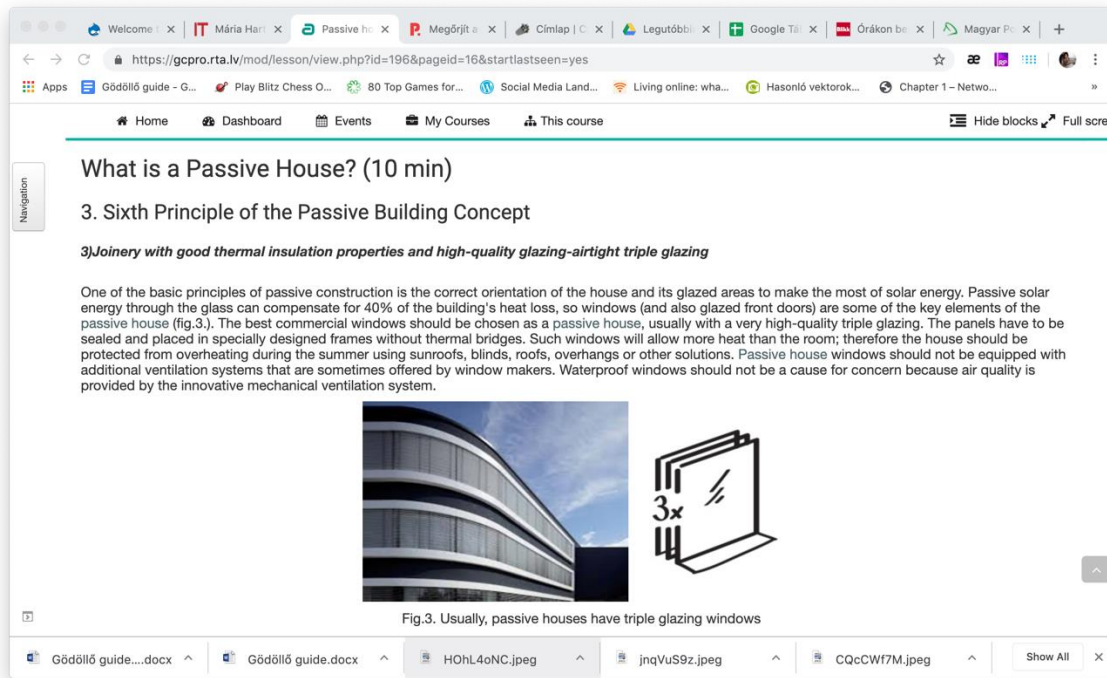 Welcome t
Mária Hart
Passive ho
Megőrjít a
Címlap | C
Legutóbbi
Google Tá
Órákon be
Magyar Po
https://gcpro.rta.lv/mod/lesson/view.php?id=196&pageid=16&startlastseen=yes
Apps Gödöllő guide - G... Play Blitz Chess O... 80 Top Games for... Social Media Land... Living online: wha... Hasonló vektorok... Chapter 1 – Netwo... »
Home Dashboard Events My Courses This course Hide blocks Full scre
Navigation
What is a Passive House? (10 min)
3. Sixth Principle of the Passive Building Concept
3)Joinery with good thermal insulation properties and high-quality glazing-airtight triple glazing
One of the basic principles of passive construction is the correct orientation of the house and its glazed areas to make the most of solar energy. Passive solar
energy through the glass can compensate for 40% of the building's heat loss, so windows (and also glazed front doors) are some of the key elements of the
passive house (fig.3.). The best commercial windows should be chosen as a passive house, usually with a very high-quality triple glazing. The panels have to be
sealed and placed in specially designed frames without thermal bridges. Such windows will allow more heat than the room; therefore the house should be
protected from overheating during the summer using sunroofs, blinds, roofs, overhangs or other solutions. Passive house windows should not be equipped with
additional ventilation systems that are sometimes offered by window makers. Waterproof windows should not be a cause for concern because air quality is
provided by the innovative mechanical ventilation system.
3x
Fig.3. Usually, passive houses have triple glazing windows
Gödöllő guide....docx Gödöllő guide.docx HOhL4oNC.jpeg jnqVuS9z.jpeg CQcCWf7M.jpeg Show All